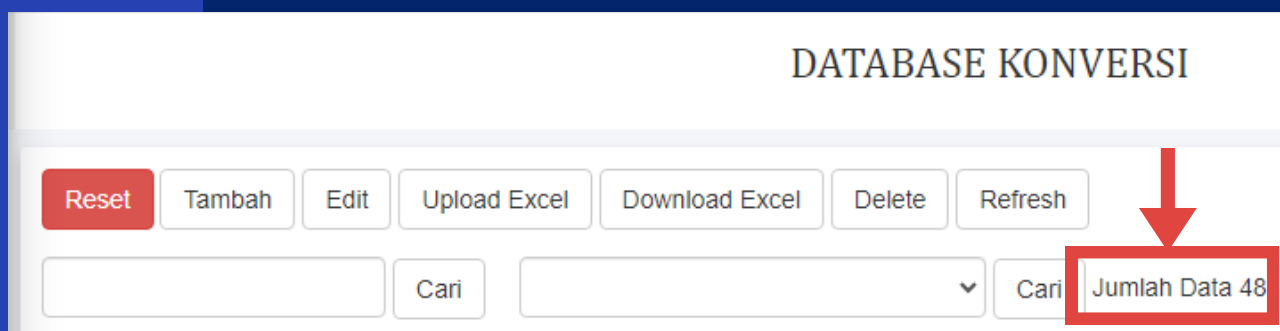 DATABASE KONVERSI
Reset Tambah Edit Upload Excel Download Excel Delete Refresh
Cari Cari Jumlah Data 48